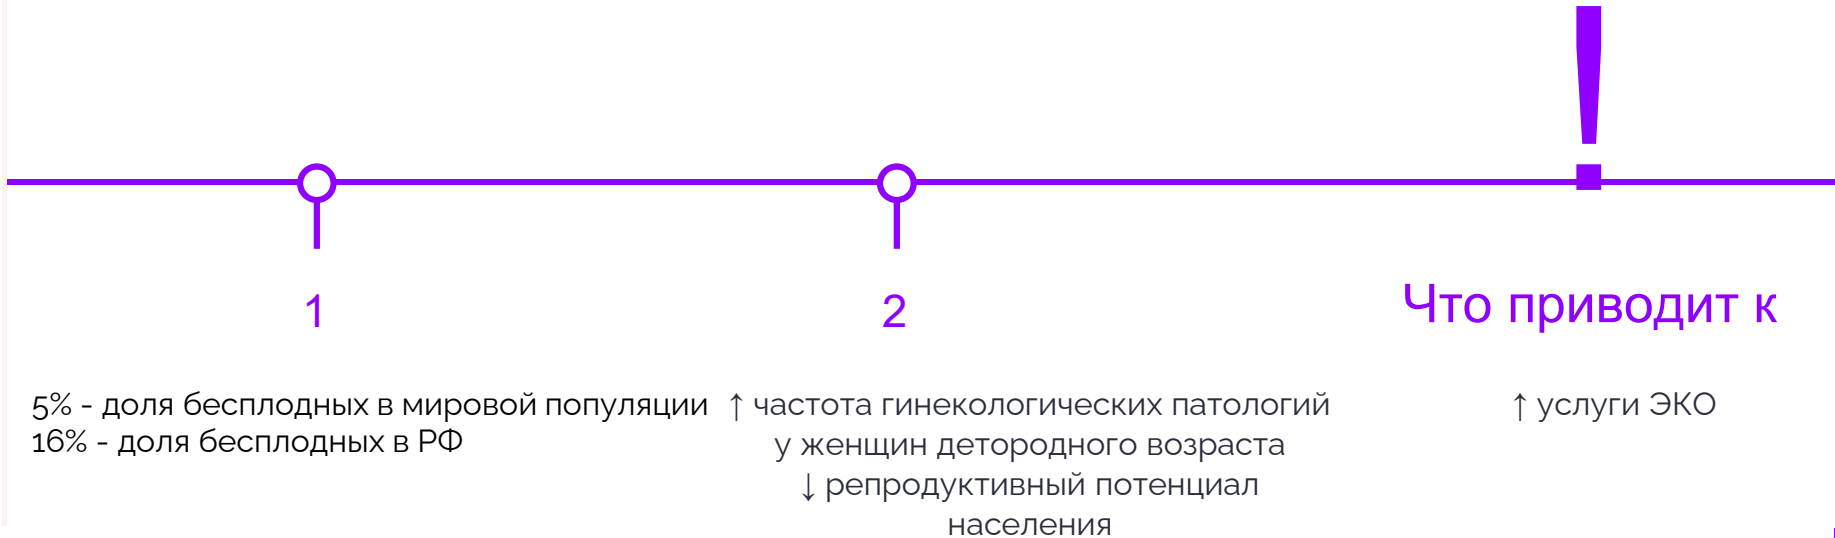 !
1
2
Что приводит к
5% - доля бесплодных в мировой популяции
16% - доля бесплодных в РФ
↑ частота гинекологических патологий
у женщин детородного возраста
↓ репродуктивный потенциал
населения
↑ услуги ЭКО